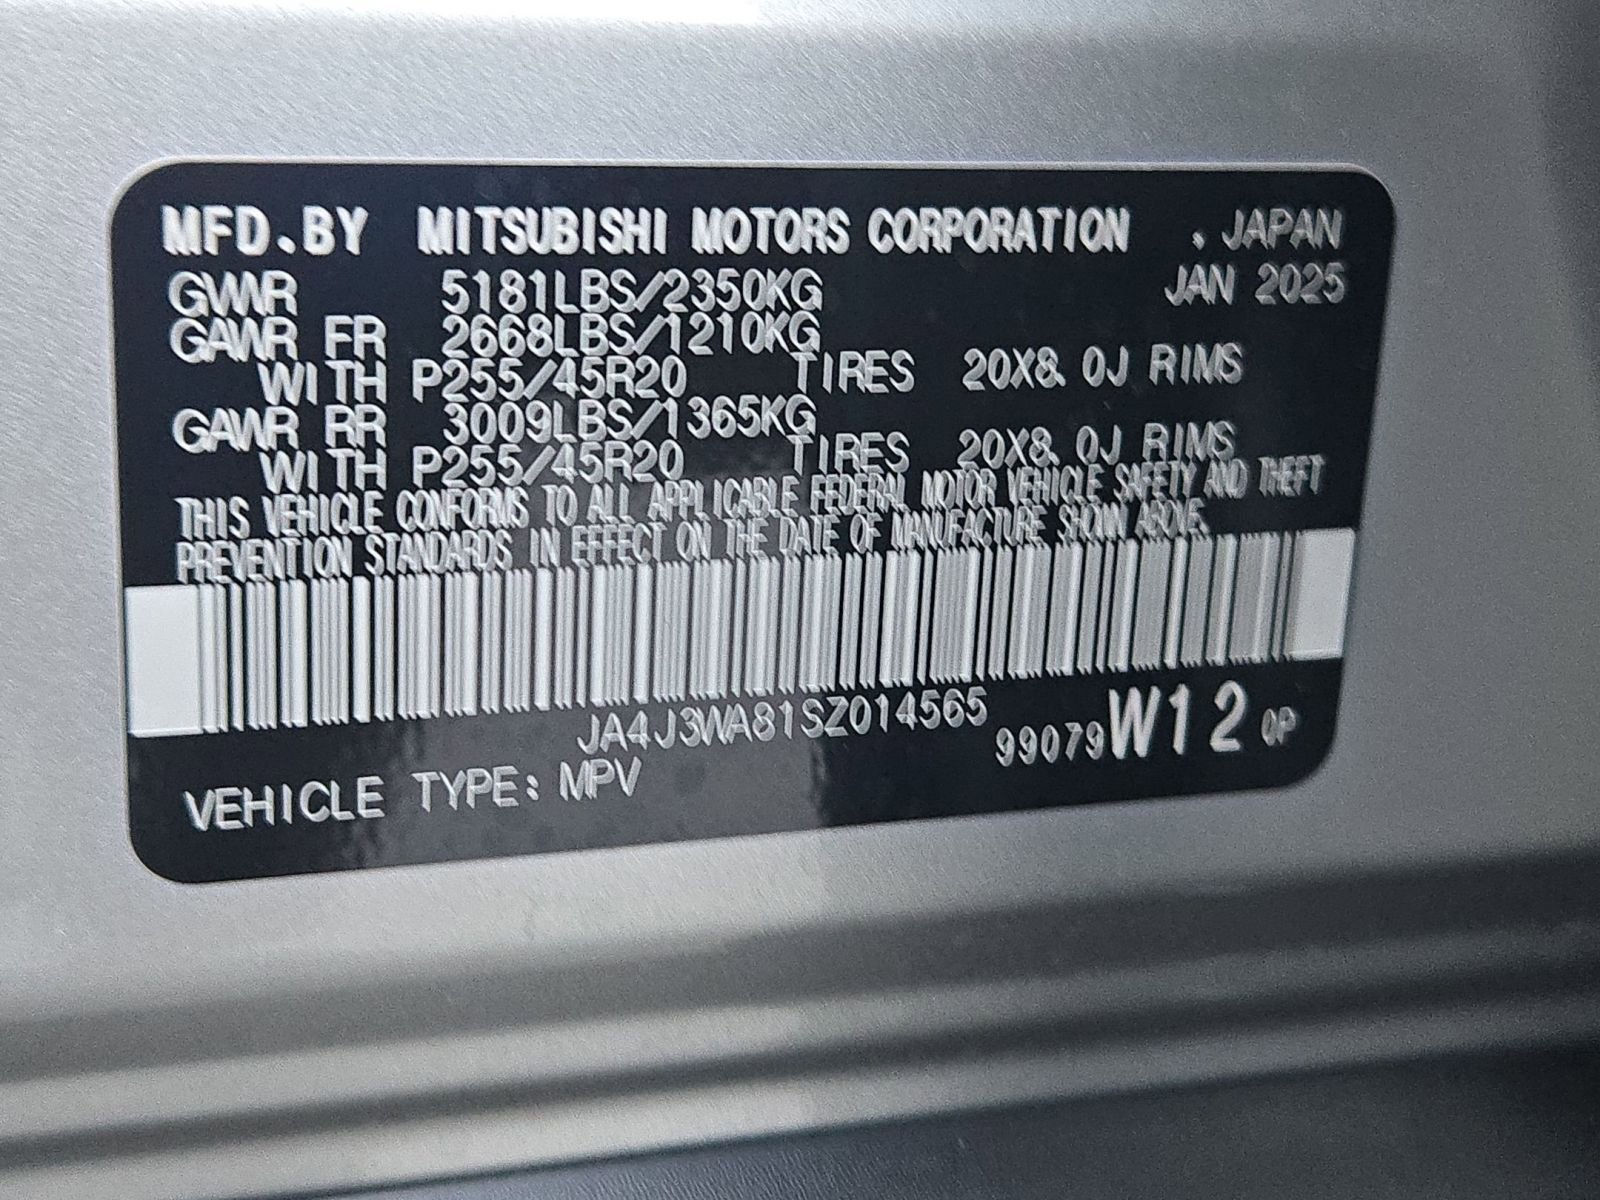 MFD.BY MITSUBISHI MOTORS CORPORATION , JAPAN
GVWR 5181LBS/2350KG JAN 2025
GAWR FR 2668LBS/1210KG
WITH P255/45R20 TIRES 20X8.0J RIMS
GAWR RR 3009LBS/1365KG
WITH P255/45R20 TIRES 20X8.0J RIMS
THIS VEHICLE CONFORMS TO ALL APPLICABLE FEDERAL MOTOR VEHICLE SAFETY AND THEFT
PREVENTION STANDARDS IN EFFECT ON THE DATE OF MANUFACTURE SHOWN ABOVE.
JA4J3WA81SZ014565
99079 W12 0P
VEHICLE TYPE: MPV